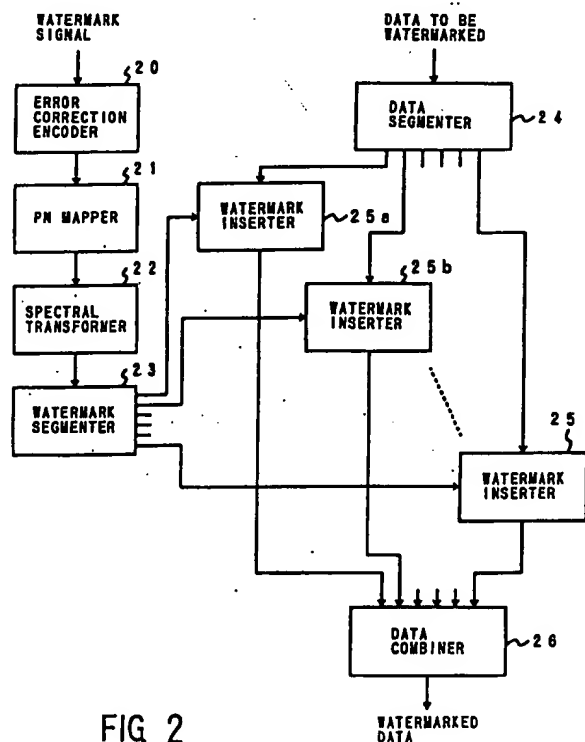 WATERMARK
SIGNAL
DATA TO BE
WATERMARKED
20
ERROR
CORRECTION
ENCODER
DATA
SEGMENTER
24
21
PN MAPPER
WATERMARK
INSERTER
25a
22
SPECTRAL
TRANSFORMER
25b
WATERMARK
INSERTER
23
WATERMARK
SEGMENTER
25
WATERMARK
INSERTER
DATA
COMBINER
26
FIG 2
WATERMARKED
DATA